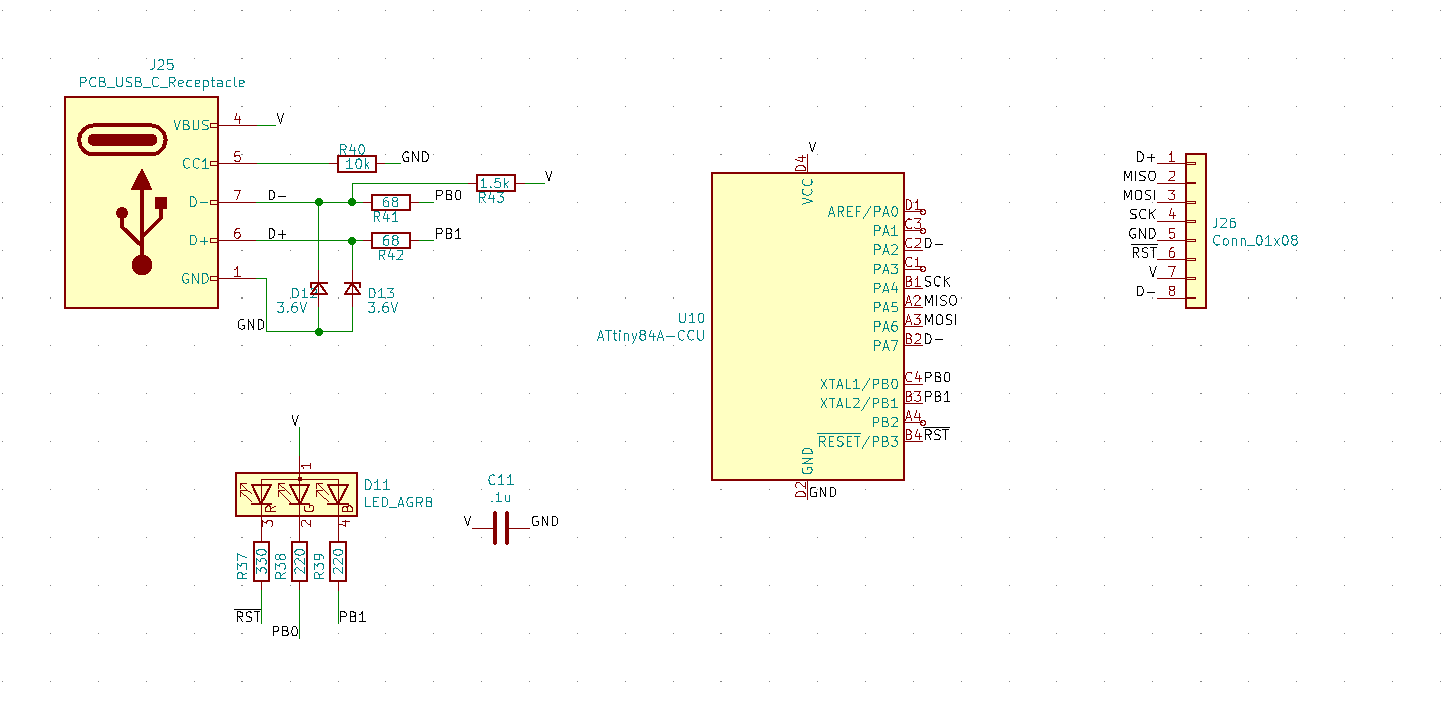 J25
PCB_USB_C_Receptacle
VBUS 4 V
CC1 5 R40 10k GND
1.5k V
R43
D- 7 D- 68 PB0
R41
D+ 6 D+ 68 PB1
R42
GND 1
D12 D13
3.6V 3.6V
GND
V
1
D11
LED_AGRB
R G B
3 2 4
R37 330 R38 220 R39 220
RST PB1
PB0
C11
.1u
V GND
V
D4
VCC
AREF/PA0 D1
PA1 C3
PA2 C2 D-
PA3 C1
PA4 B1 SCK
PA5 A2 MISO
PA6 A3 MOSI
PA7 B2 D-
U10
ATtiny84A-CCU
XTAL1/PB0 C4 PB0
XTAL2/PB1 B3 PB1
PB2 A4
RESET/PB3 B4 RST
GND
D2 GND
D+ 1
MISO 2
MOSI 3
SCK 4
GND 5
RST 6
V 7
D- 8
J26
Conn_01x08